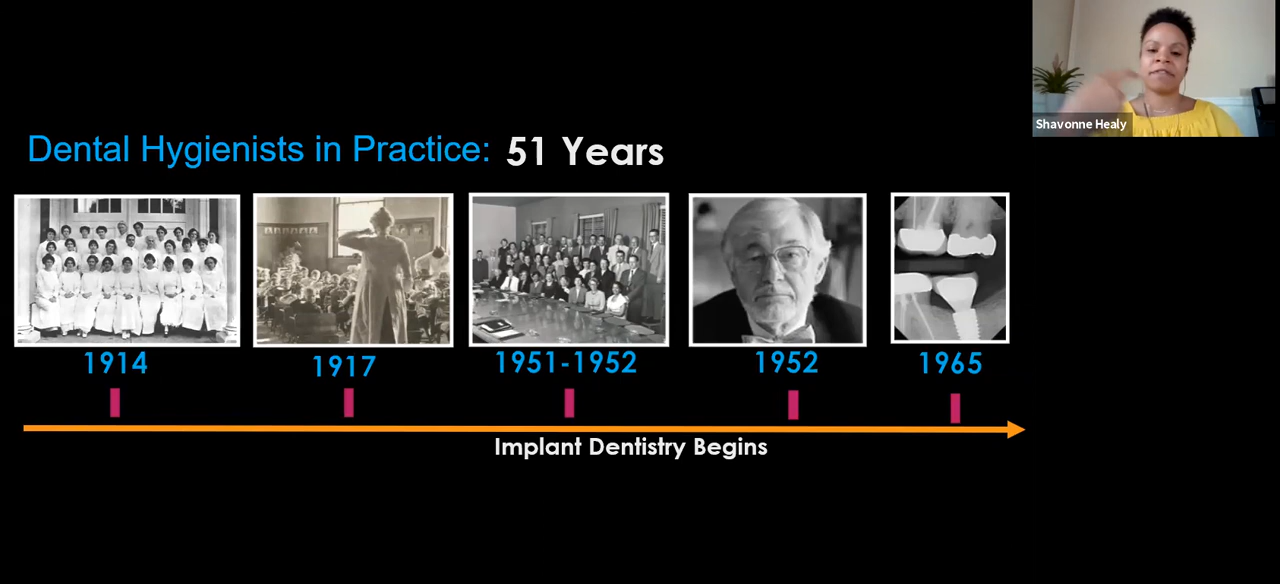 Shavonne Healy
Dental Hygienists in Practice: 51 Years
1914
1917
1951-1952
1952
1965
Implant Dentistry Begins